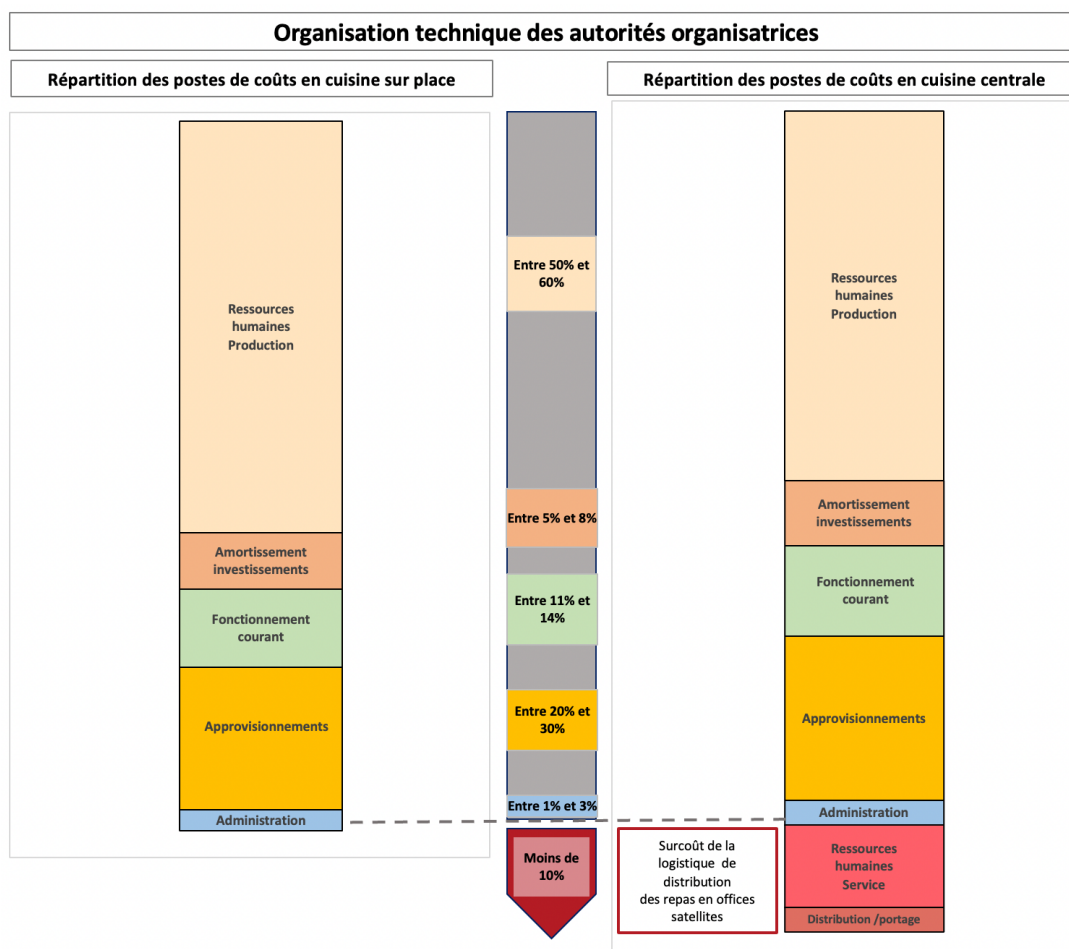 Organisation technique des autorités organisatrices
Répartition des postes de coûts en cuisine sur place
Ressources
humaines
Production
Amortissement
investissements
Fonctionnement
courant
Approvisionnements
Administration
Entre 50% et
60%
Entre 5% et 8%
Entre 11% et
14%
Entre 20% et
30%
Entre 1% et 3%
Moins de
10%
Répartition des postes de coûts en cuisine centrale
Ressources
humaines
Production
Amortissement
investissements
Fonctionnement
courant
Approvisionnements
Administration
Surcoût de la
logistique de
distribution
des repas en offices
satellites
Ressources
humaines
Service
Distribution /portage